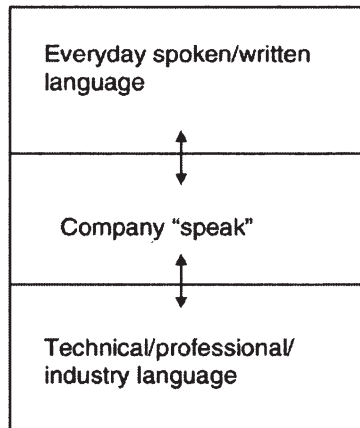 Everyday spoken/written
language
Company “speak”
Technical/professional/
industry language